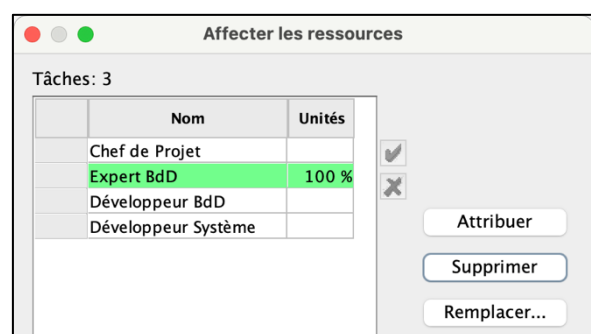 Affecter les ressources
Tâches: 3
Nom Unités
Chef de Projet
Expert BdD 100 %
Développeur BdD
Développeur Système
Attribuer
Supprimer
Remplacer...